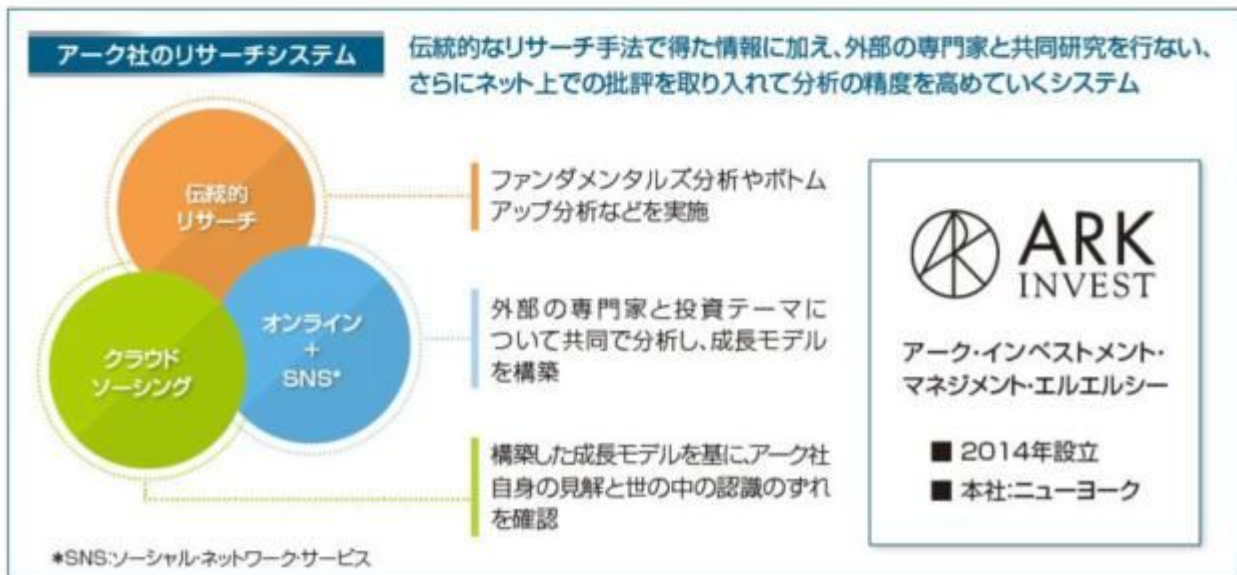 アーク社のリサーチシステム
伝統的なリサーチ手法で得た情報に加え、外部の専門家と共同研究を行ない、
さらにネット上での批評を取り入れて分析の精度を高めていくシステム
伝統的
リサーチ
オンライン
+
SNS*
クラウド
ソーシング
ファンダメンタルズ分析やボトム
アップ分析などを実施
外部の専門家と投資テーマに
ついて共同で分析し、成長モデル
を構築
構築した成長モデルを基に、アーク社
自身の見解と世の中の認識のずれ
を確認
*SNS:ソーシャル・ネットワーク・サービス
ARK
INVEST
アーク・インベストメント・
マネジメント・エルエルシー
■ 2014年設立
■ 本社:ニューヨーク